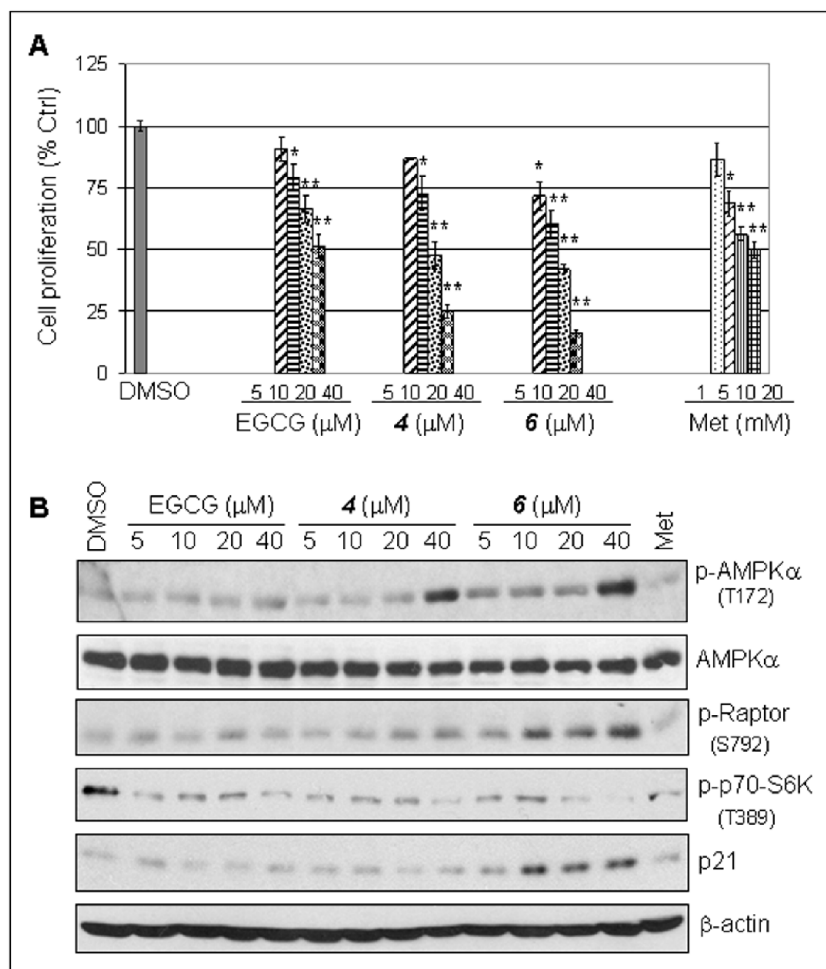 A
Cell proliferation (% Ctrl)
125
100
75
50
25
0
* ** **
* ** **
* ** ** **
* ** **
DMSO
5 10 20 40
EGCG (μM)
5 10 20 40
4 (μM)
5 10 20 40
6 (μM)
1 5 10 20
Met (mM)
B
DMSO
EGCG (μM)
4 (μM)
6 (μM)
Met
5 10 20 40 5 10 20 40 5 10 20 40
p-AMPKα
(T172)
AMPKα
p-Raptor
(S792)
p-p70-S6K
(T389)
p21
β-actin